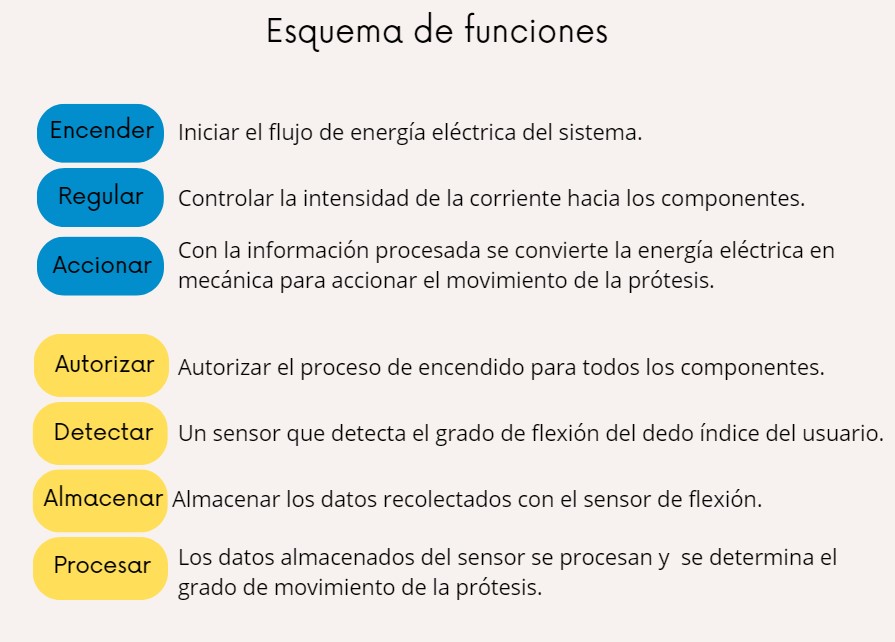 Esquema de funciones
Encender Iniciar el flujo de energía eléctrica del sistema.
Regular Controlar la intensidad de la corriente hacia los componentes.
Accionar Con la información procesada se convierte la energía eléctrica en
mecánica para accionar el movimiento de la prótesis.
Autorizar Autorizar el proceso de encendido para todos los componentes.
Detectar Un sensor que detecta el grado de flexión del dedo índice del usuario.
Almacenar Almacenar los datos recolectados con el sensor de flexión.
Procesar Los datos almacenados del sensor se procesan y se determina el
grado de movimiento de la prótesis.